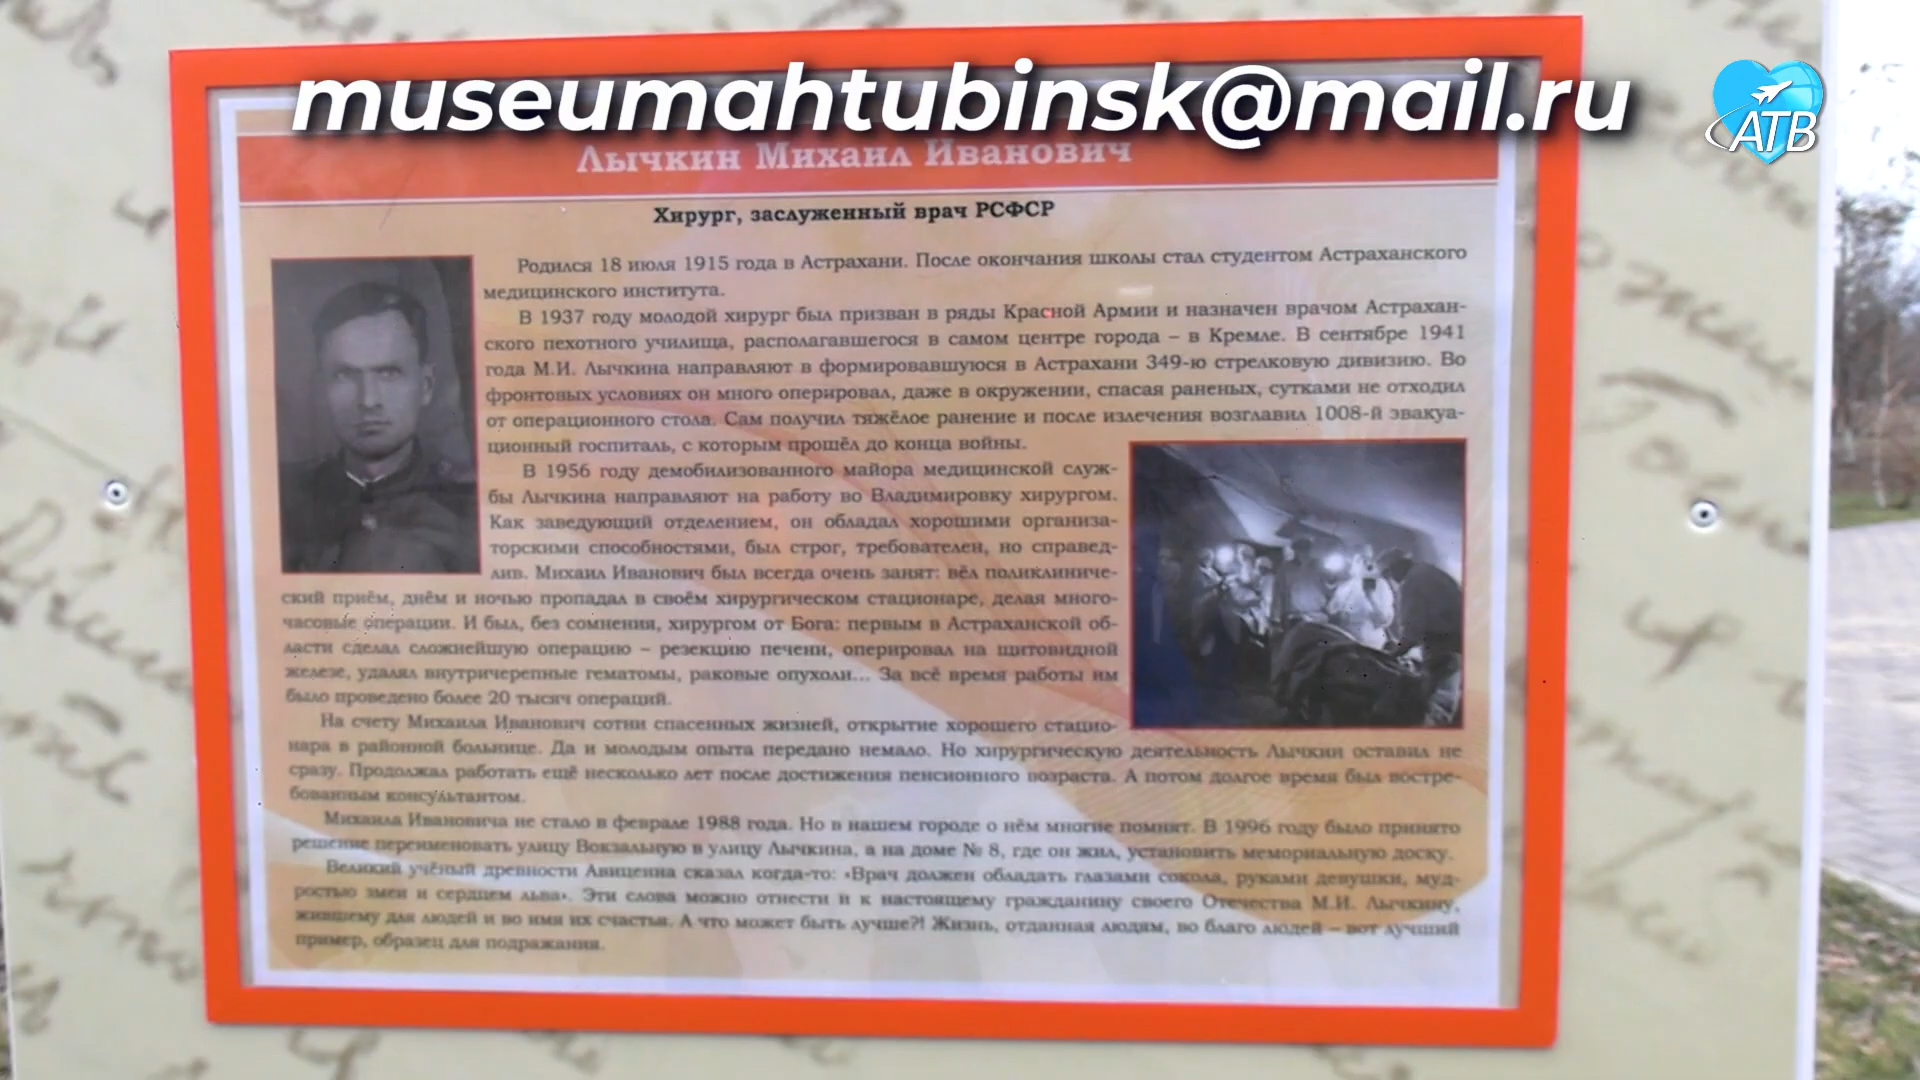 museumahtubinsk@mail.ru
АТВ
Лычкин Михаил Иванович
Хирург, заслуженный врач РСФСР
Родился 18 июля 1915 года в Астрахани. После окончания школы стал студентом Астраханского
медицинского института.
В 1937 году молодой хирург был призван в ряды Красной Армии и назначен врачом Астрахан-
ского пехотного училища, располагавшегося в самом центре города – в Кремле. В сентябре 1941
года М.И. Лычкина направляют в формировавшуюся в Астрахани 349-ю стрелковую дивизию. Во
фронтовых условиях он много оперировал, даже в окружении, спасая раненых, сутками не отходил
от операционного стола. Сам получил тяжёлое ранение и после излечения возглавил 1008-й эвакуа-
ционный госпиталь, с которым прошёл до конца войны.
В 1956 году демобилизованного майора медицинской служ-
бы Лычкина направляют на работу во Владимировку хирургом.
Как заведующий отделением, он обладал хорошими организа-
торскими способностями, был строг, требователен, но справед-
лив. Михаил Иванович был всегда очень занят: вёл поликлиниче-
ский приём, днём и ночью пропадал в своём хирургическом стационаре, делая много-
часовые операции. И был, без сомнения, хирургом от Бога: первым в Астраханской об-
ласти сделал сложнейшую операцию – резекцию печени, оперировал на щитовидной
железе, удалял внутричерепные гематомы, раковые опухоли... За всё время работы им
было проведено более 20 тысяч операций.
На счету Михаила Иванович сотни спасенных жизней, открытие хорошего стацио-
нара в районной больнице. Да и молодым опыта передано немало. Но хирургическую деятельность Лычкин оставил не
сразу. Продолжал работать ещё несколько лет после достижения пенсионного возраста. А потом долгое время был востре-
бованным консультантом.
Михаила Ивановича не стало в феврале 1988 года. Но в нашем городе о нём многие помнят. В 1996 году было принято
решение переименовать улицу Вокзальную в улицу Лычкина, а на доме № 8, где он жил, установить мемориальную доску.
Великий учёный древности Авиценна сказал когда-то: «Врач должен обладать глазами сокола, руками девушки, муд-
ростью змеи и сердцем льва». Эти слова можно отнести и к настоящему гражданину своего Отечества М.И. Лычкину,
жившему для людей и во имя их счастья. А что может быть лучше?! Жизнь, отданная людям, во благо людей – вот лучший
пример, образец для подражания.